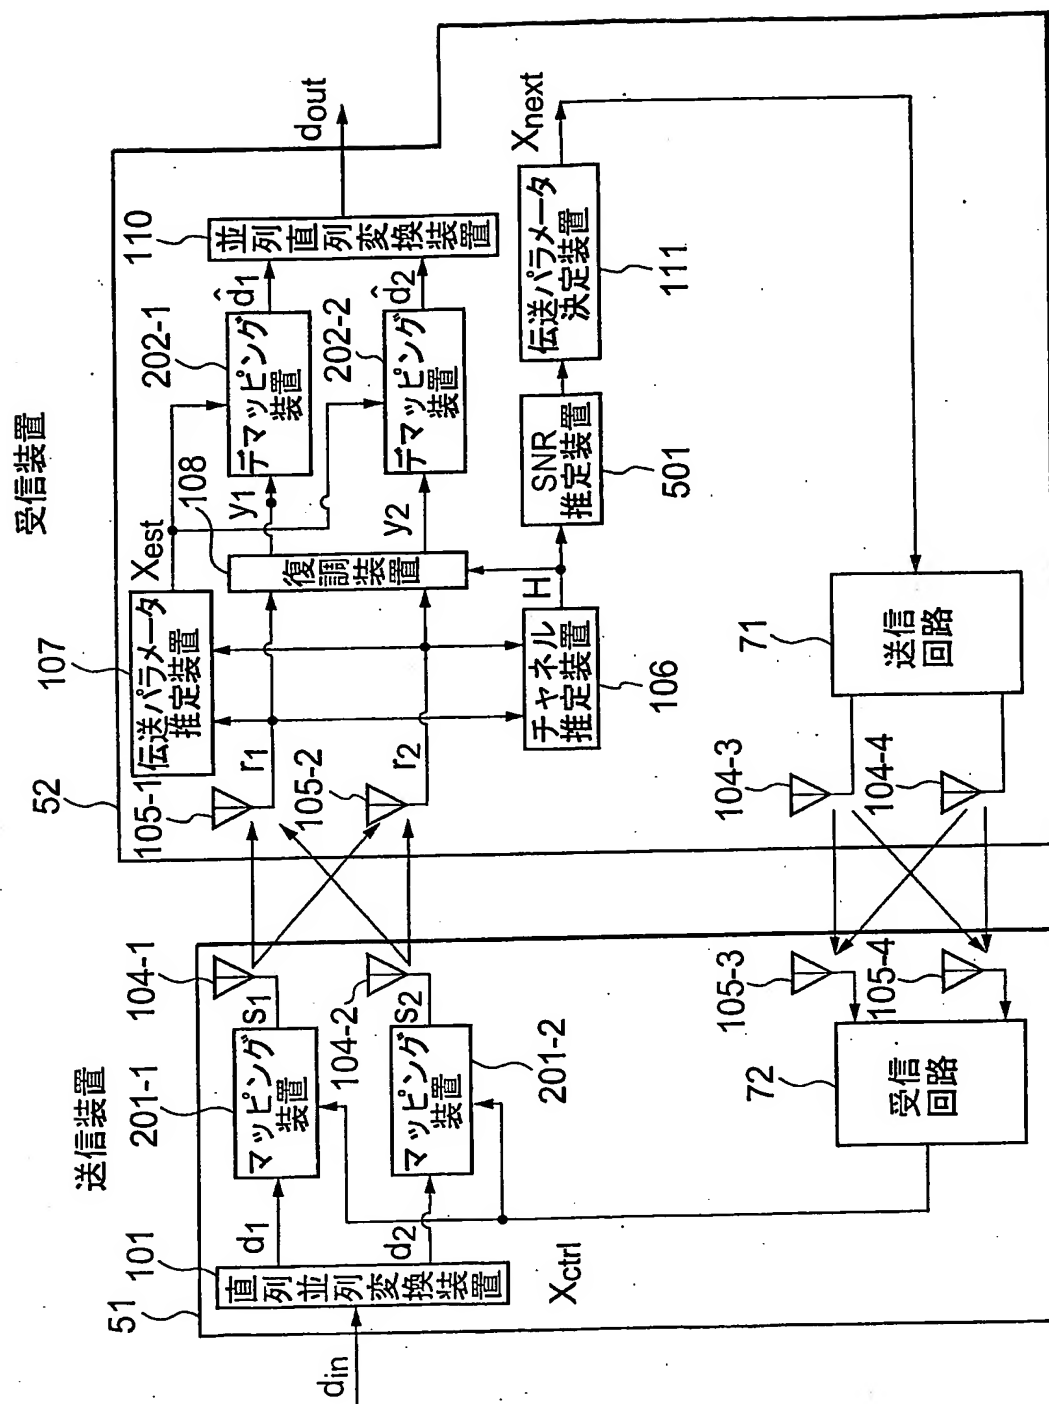 送信装置
受信装置
51
101
din
直列並列変換装置
d1
d2
Xctrl
201-1
マッピング
装置
s1
104-1
104-2
マッピング
装置
s2
201-2
72
受信
回路
105-3
105-4
52
105-1
r1
105-2
r2
107
伝送パラメータ
推定装置
Xest
108
復調装置
y1
y2
チャネル
推定装置
106
H
202-1
デマッピング
装置
d̂1
202-2
デマッピング
装置
d̂2
110
並列直列変換装置
dout
SNR
推定装置
501
伝送パラメータ
決定装置
111
Xnext
104-3
104-4
71
送信
回路